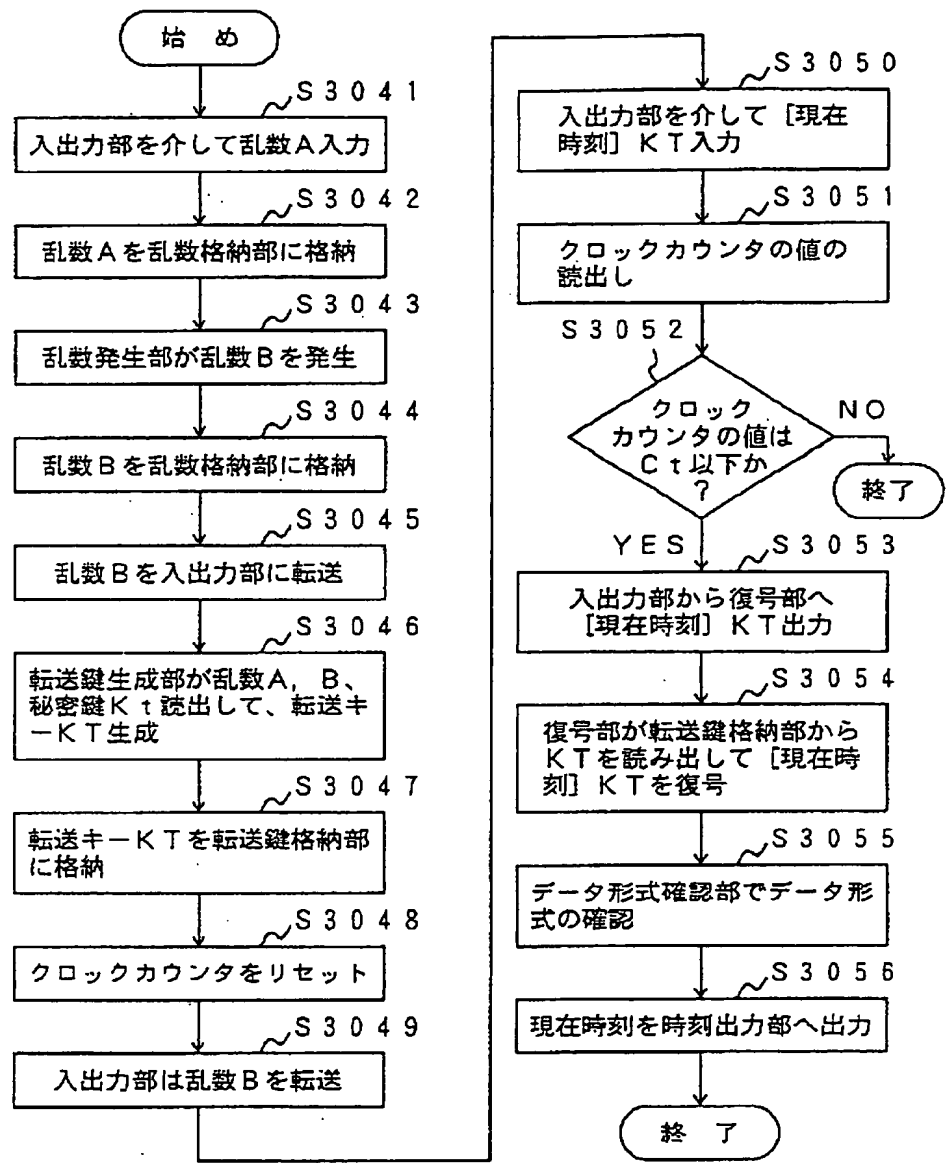 始 め
S3041
入出力部を介して乱数A入力
S3042
乱数Aを乱数格納部に格納
S3043
乱数発生部が乱数Bを発生
S3044
乱数Bを乱数格納部に格納
S3045
乱数Bを入出力部に転送
S3046
転送鍵生成部が乱数A，B、
秘密鍵Kt読出して、転送キ
ーKT生成
S3047
転送キーKTを転送鍵格納部
に格納
S3048
クロックカウンタをリセット
S3049
入出力部は乱数Bを転送
S3050
入出力部を介して［現在
時刻］KT入力
S3051
クロックカウンタの値の
読出し
S3052
クロック
カウンタの値は
Ct以下か
？
NO
終了
YES
S3053
入出力部から復号部へ
［現在時刻］KT出力
S3054
復号部が転送鍵格納部から
KTを読み出して［現在時
刻］KTを復号
S3055
データ形式確認部でデータ形
式の確認
S3056
現在時刻を時刻出力部へ出力
終 了